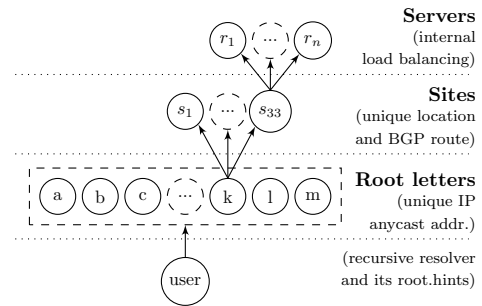 r1 ... rn Servers
(internal
load balancing)
s1 ... s33 Sites
(unique location
and BGP route)
a b c ... k l m Root letters
(unique IP
anycast addr.)
user (recursive resolver
and its root.hints)